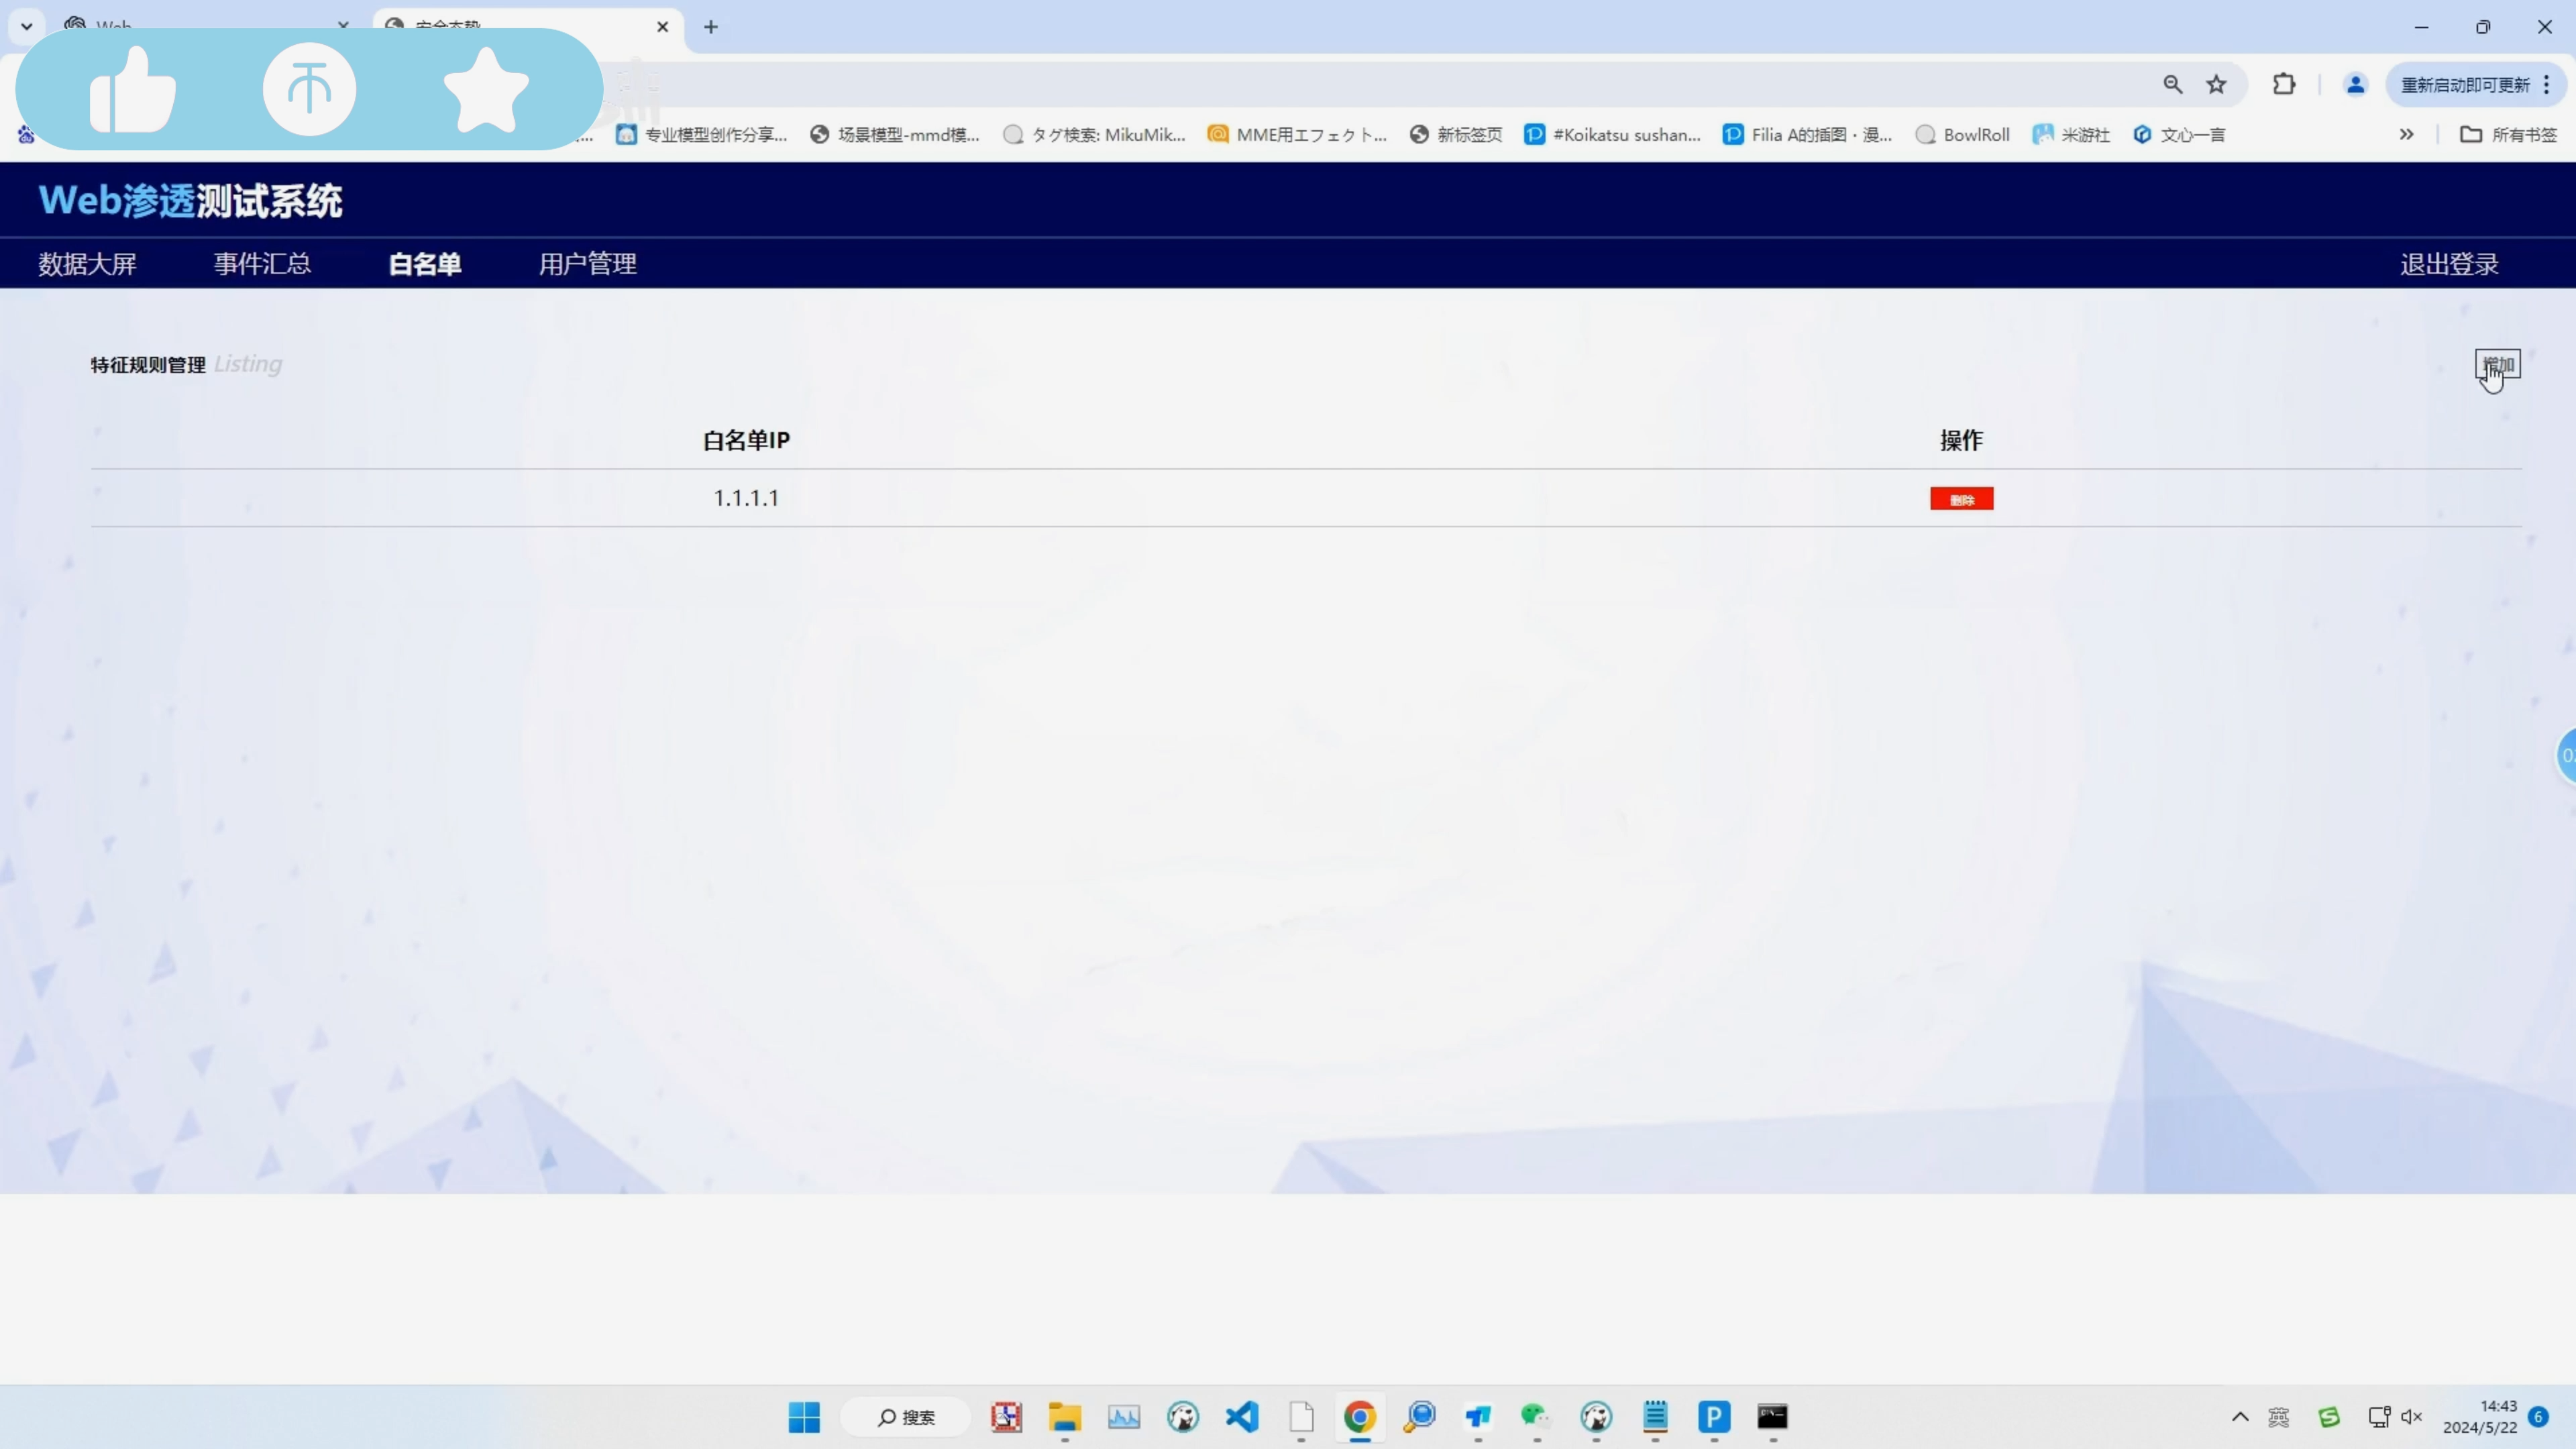 重新启动即可更新
专业模型创作分享...
场景模型-mmd模...
タグ検索: MikuMik...
MME用エフェクト...
新标签页
#Koikatsu sushan...
Filia A的插图・漫...
BowlRoll
米游社
文心一言
所有书签
Web渗透测试系统
数据大屏
事件汇总
白名单
用户管理
退出登录
特征规则管理 Listing
增加
白名单IP
操作
1.1.1.1
删除
搜索
英
14:43
2024/5/22
6